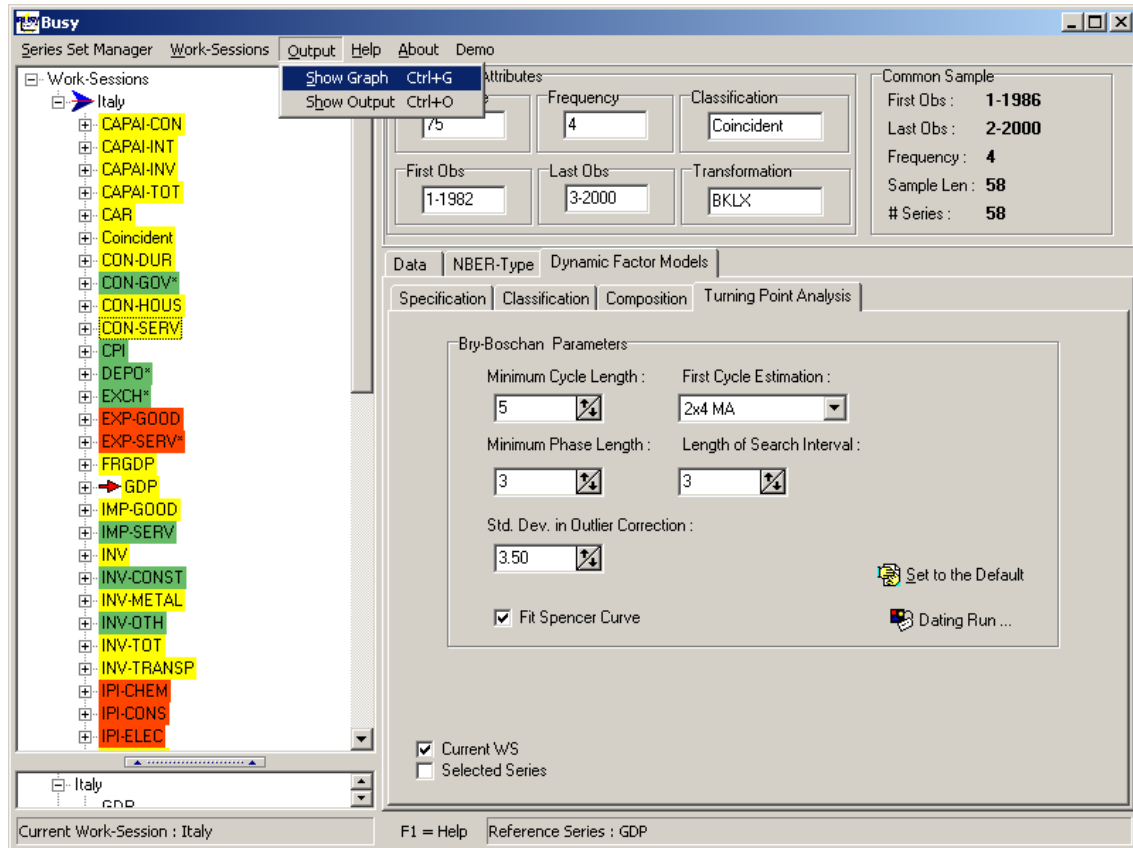 Busy
Series Set Manager Work-Sessions Output Help About Demo
Show Graph Ctrl+G
Show Output Ctrl+O
Work-Sessions
Italy
CAPAI-CON
CAPAI-INT
CAPAI-INV
CAPAI-TOT
CAR
Coincident
CON-DUR
CON-GOV*
CON-HOUS
CON-SERV
CPI
DEPO*
EXCH*
EXP-GOOD
EXP-SERV*
FRGDP
GDP
IMP-GOOD
IMP-SERV
INV
INV-CONST
INV-METAL
INV-OTH
INV-TOT
INV-TRANSP
IPI-CHEM
IPI-CONS
IPI-ELEC
Italy
GDP
Attributes
75
Frequency
4
Classification
Coincident
First Obs
1-1982
Last Obs
3-2000
Transformation
BKLX
Common Sample
First Obs : 1-1986
Last Obs : 2-2000
Frequency : 4
Sample Len : 58
# Series : 58
Data NBER-Type Dynamic Factor Models
Specification Classification Composition Turning Point Analysis
Bry-Boschan Parameters
Minimum Cycle Length : First Cycle Estimation :
5 2x4 MA
Minimum Phase Length : Length of Search Interval :
3 3
Std. Dev. in Outlier Correction :
3.50
Set to the Default
Fit Spencer Curve
Dating Run ...
Current WS
Selected Series
Current Work-Session : Italy F1 = Help Reference Series : GDP